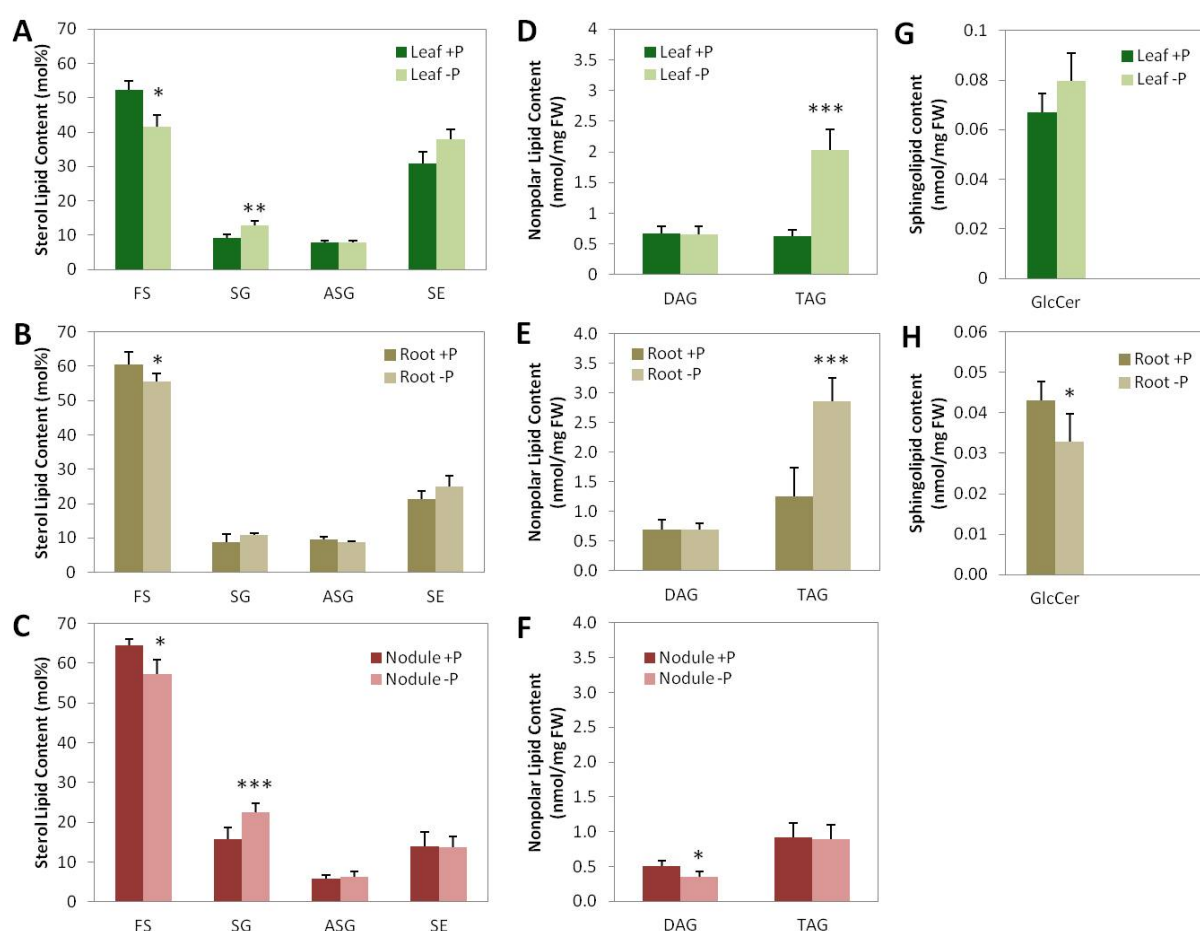 A
Sterol Lipid Content (mol%)
70
60
50
40
30
20
10
0
Leaf +P
Leaf -P
*
**
FS SG ASG SE
D
Nonpolar Lipid Content
(nmol/mg FW)
4
3.5
3
2.5
2
1.5
1
0.5
0
Leaf +P
Leaf -P
***
DAG TAG
G
Sphingolipid content
(nmol/mg FW)
0.1
0.08
0.06
0.04
0.02
0
Leaf +P
Leaf -P
GlcCer
B
Sterol Lipid Content (mol%)
70
60
50
40
30
20
10
0
Root +P
Root -P
*
FS SG ASG SE
E
Nonpolar Lipid Content
(nmol/mg FW)
4.0
3.5
3.0
2.5
2.0
1.5
1.0
0.5
0.0
Root +P
Root -P
***
DAG TAG
H
Sphingolipid content
(nmol/mg FW)
0.06
0.05
0.04
0.03
0.02
0.01
0.00
Root +P
Root -P
*
GlcCer
C
Sterol Lipid Content (mol%)
70
60
50
40
30
20
10
0
Nodule +P
Nodule -P
*
***
FS SG ASG SE
F
Nonpolar Lipid Content
(nmol/mg FW)
4.0
3.5
3.0
2.5
2.0
1.5
1.0
0.5
0.0
Nodule +P
Nodule -P
*
DAG TAG